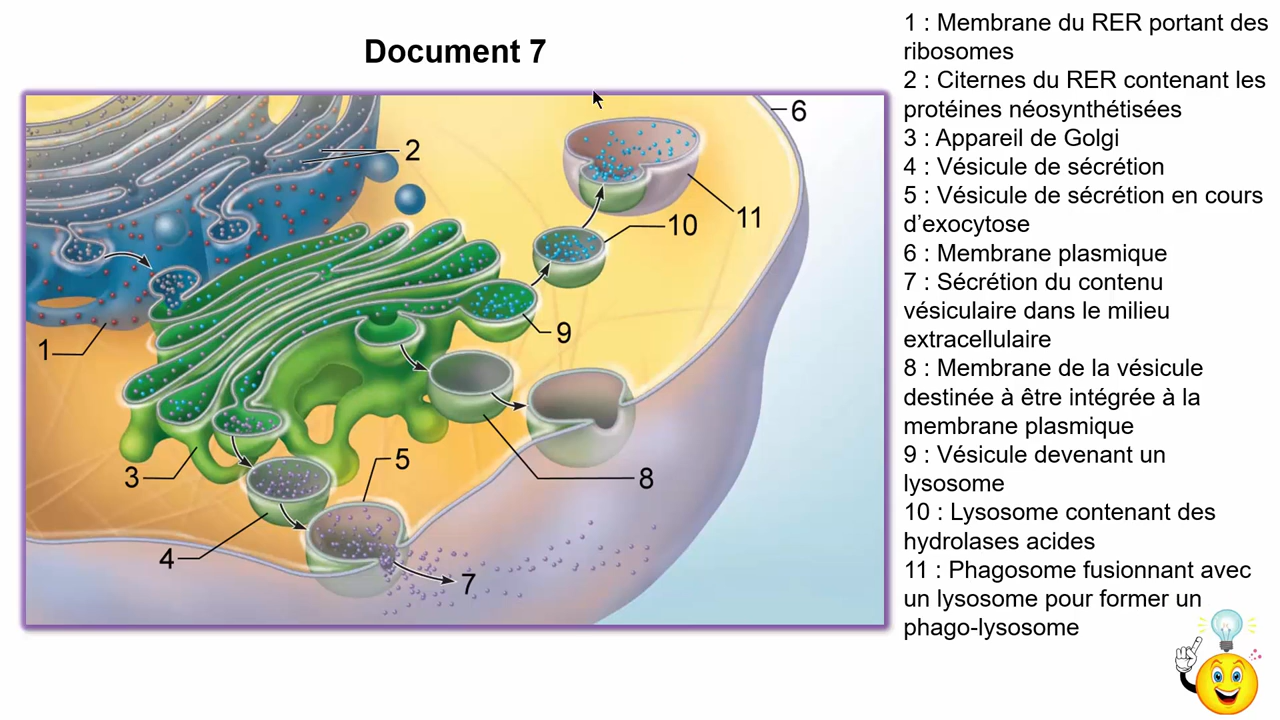 Document 7
1 : Membrane du RER portant des
ribosomes
2 : Citernes du RER contenant les
protéines néosynthétisées
3 : Appareil de Golgi
4 : Vésicule de sécrétion
5 : Vésicule de sécrétion en cours
d’exocytose
6 : Membrane plasmique
7 : Sécrétion du contenu
vésiculaire dans le milieu
extracellulaire
8 : Membrane de la vésicule
destinée à être intégrée à la
membrane plasmique
9 : Vésicule devenant un
lysosome
10 : Lysosome contenant des
hydrolases acides
11 : Phagosome fusionnant avec
un lysosome pour former un
phago-lysosome
6
2
11
10
9
1
3
5
8
4
7